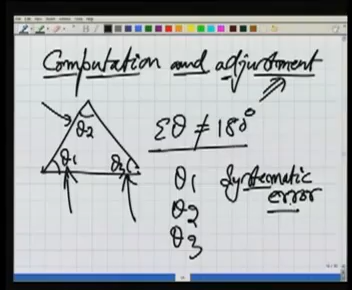 Computation and adjustment
θ2
θ1
θ3
Σθ ≠ 180°
θ1
θ2
θ3
Systematic
error